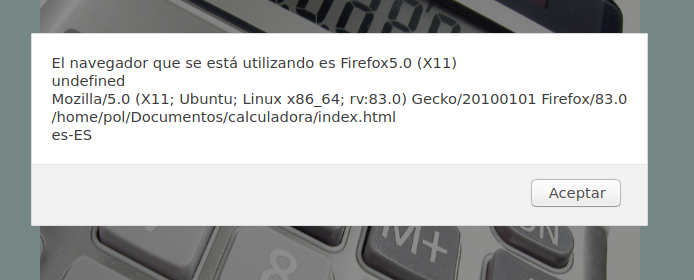 El navegador que se está utilizando es Firefox5.0 (X11)
undefined
Mozilla/5.0 (X11; Ubuntu; Linux x86_64; rv:83.0) Gecko/20100101 Firefox/83.0
/home/pol/Documentos/calculadora/index.html
es-ES
Aceptar
M+